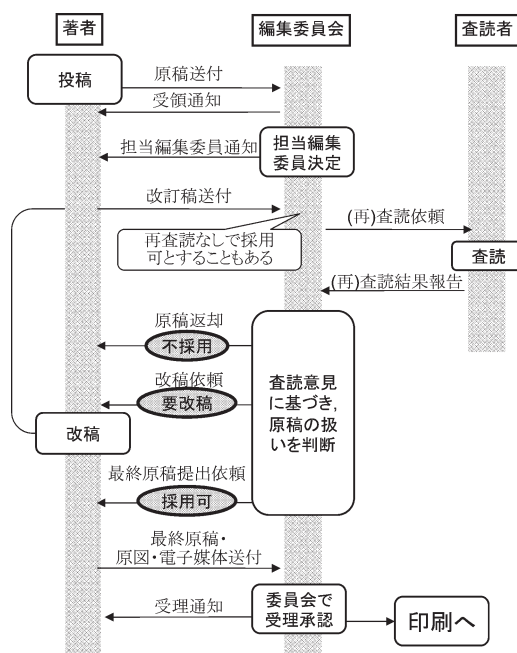 著者
編集委員会
査読者
投稿
原稿送付
受領通知
担当編集委員通知
担当編集
委員決定
改訂稿送付
(再)査読依頼
再査読なしで採用
可とすることもある
査読
(再)査読結果報告
原稿返却
不採用
改稿依頼
要改稿
査読意見
に基づき,
原稿の扱
いを判断
改稿
最終原稿提出依頼
採用可
最終原稿・
原図・電子媒体送付
受理通知
委員会で
受理承認
印刷へ